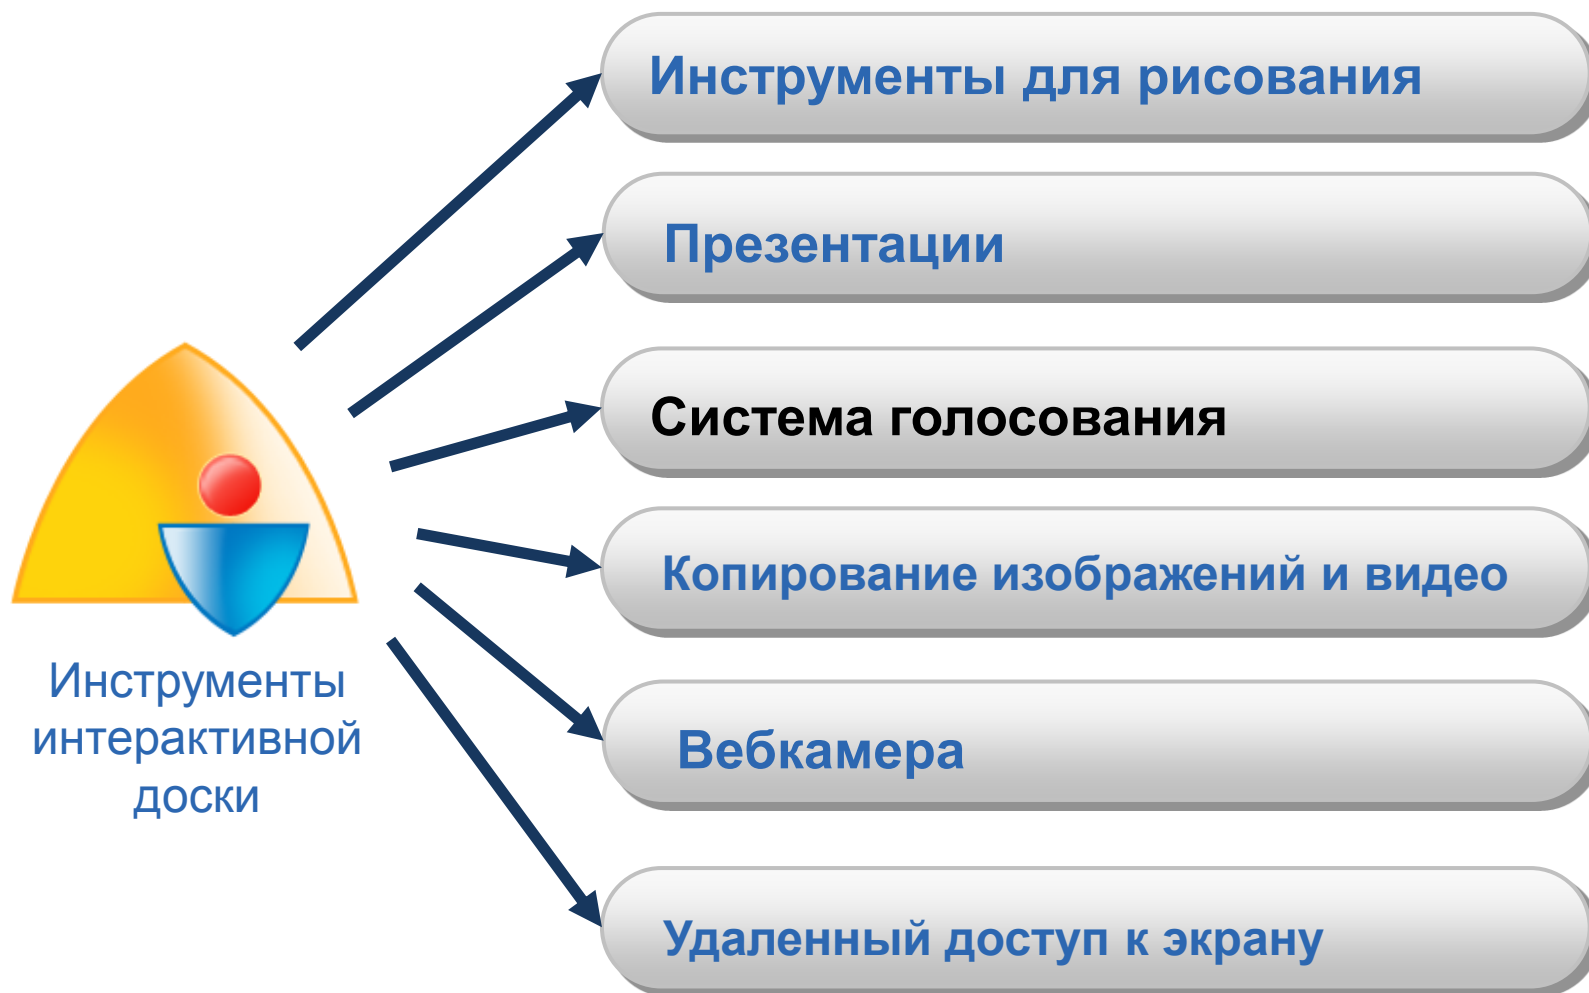 Инструменты для рисования
Презентации
Система голосования
Копирование изображений и видео
Вебкамера
Удаленный доступ к экрану
Инструменты
интерактивной
доски